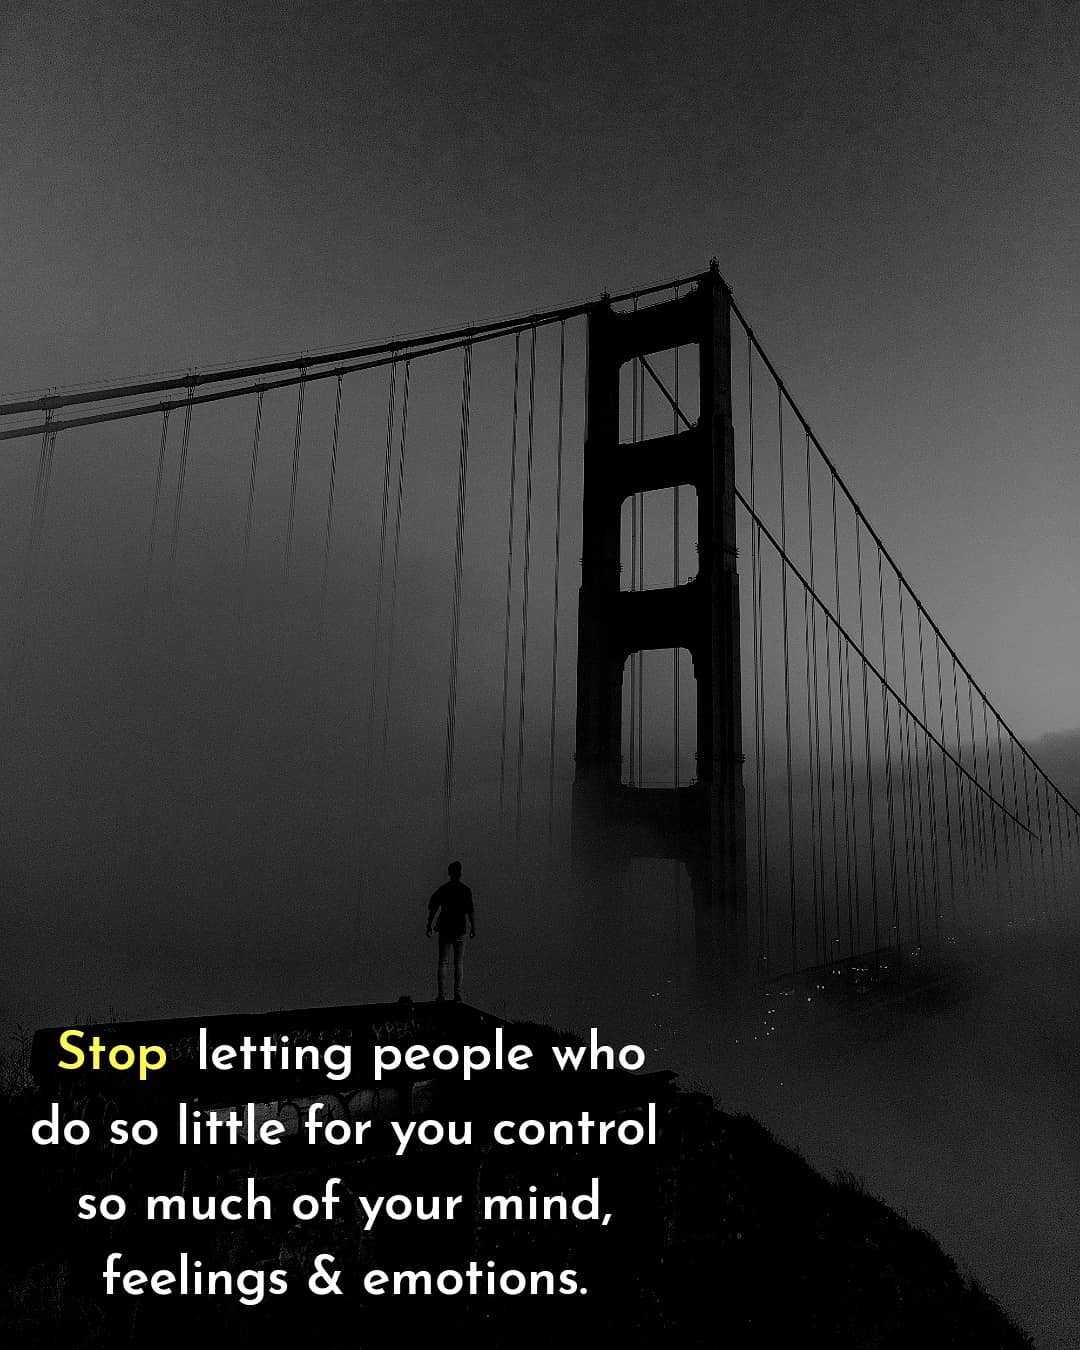 Stop letting people who
do so little for you control
so much of your mind,
feelings & emotions.